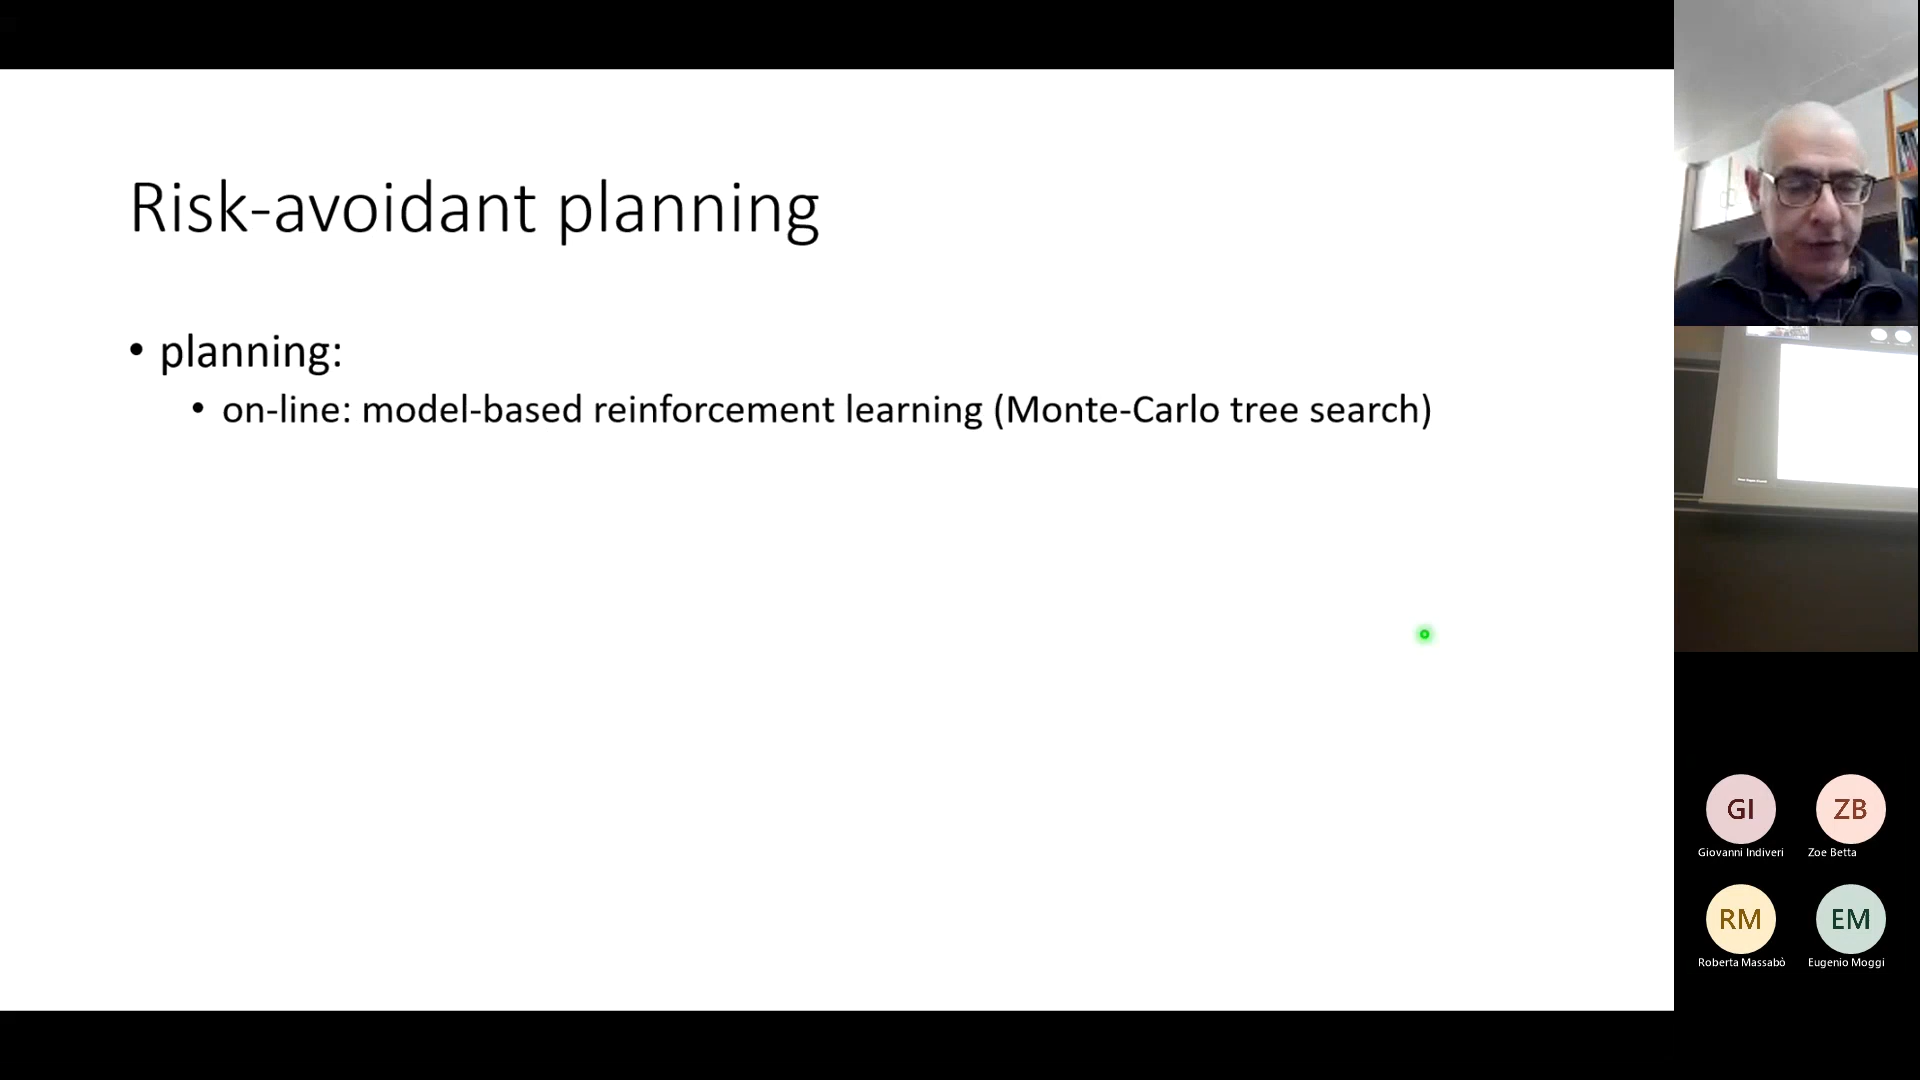 Risk-avoidant planning
• planning:
• on-line: model-based reinforcement learning (Monte-Carlo tree search)
GI
ZB
Giovanni Indiveri
Zoe Betta
RM
EM
Roberta Massabò
Eugenio Moggi